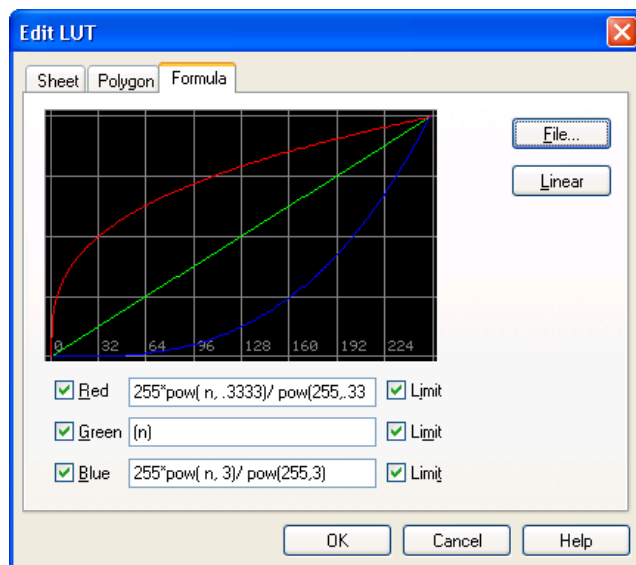 Edit LUT
Sheet Polygon Formula
File...
Linear
0 32 64 96 128 160 192 224
Red 255*pow( n, .3333)/ pow(255,.33 Limit
Green (n) Limit
Blue 255*pow( n, 3)/ pow(255,3) Limit
OK Cancel Help